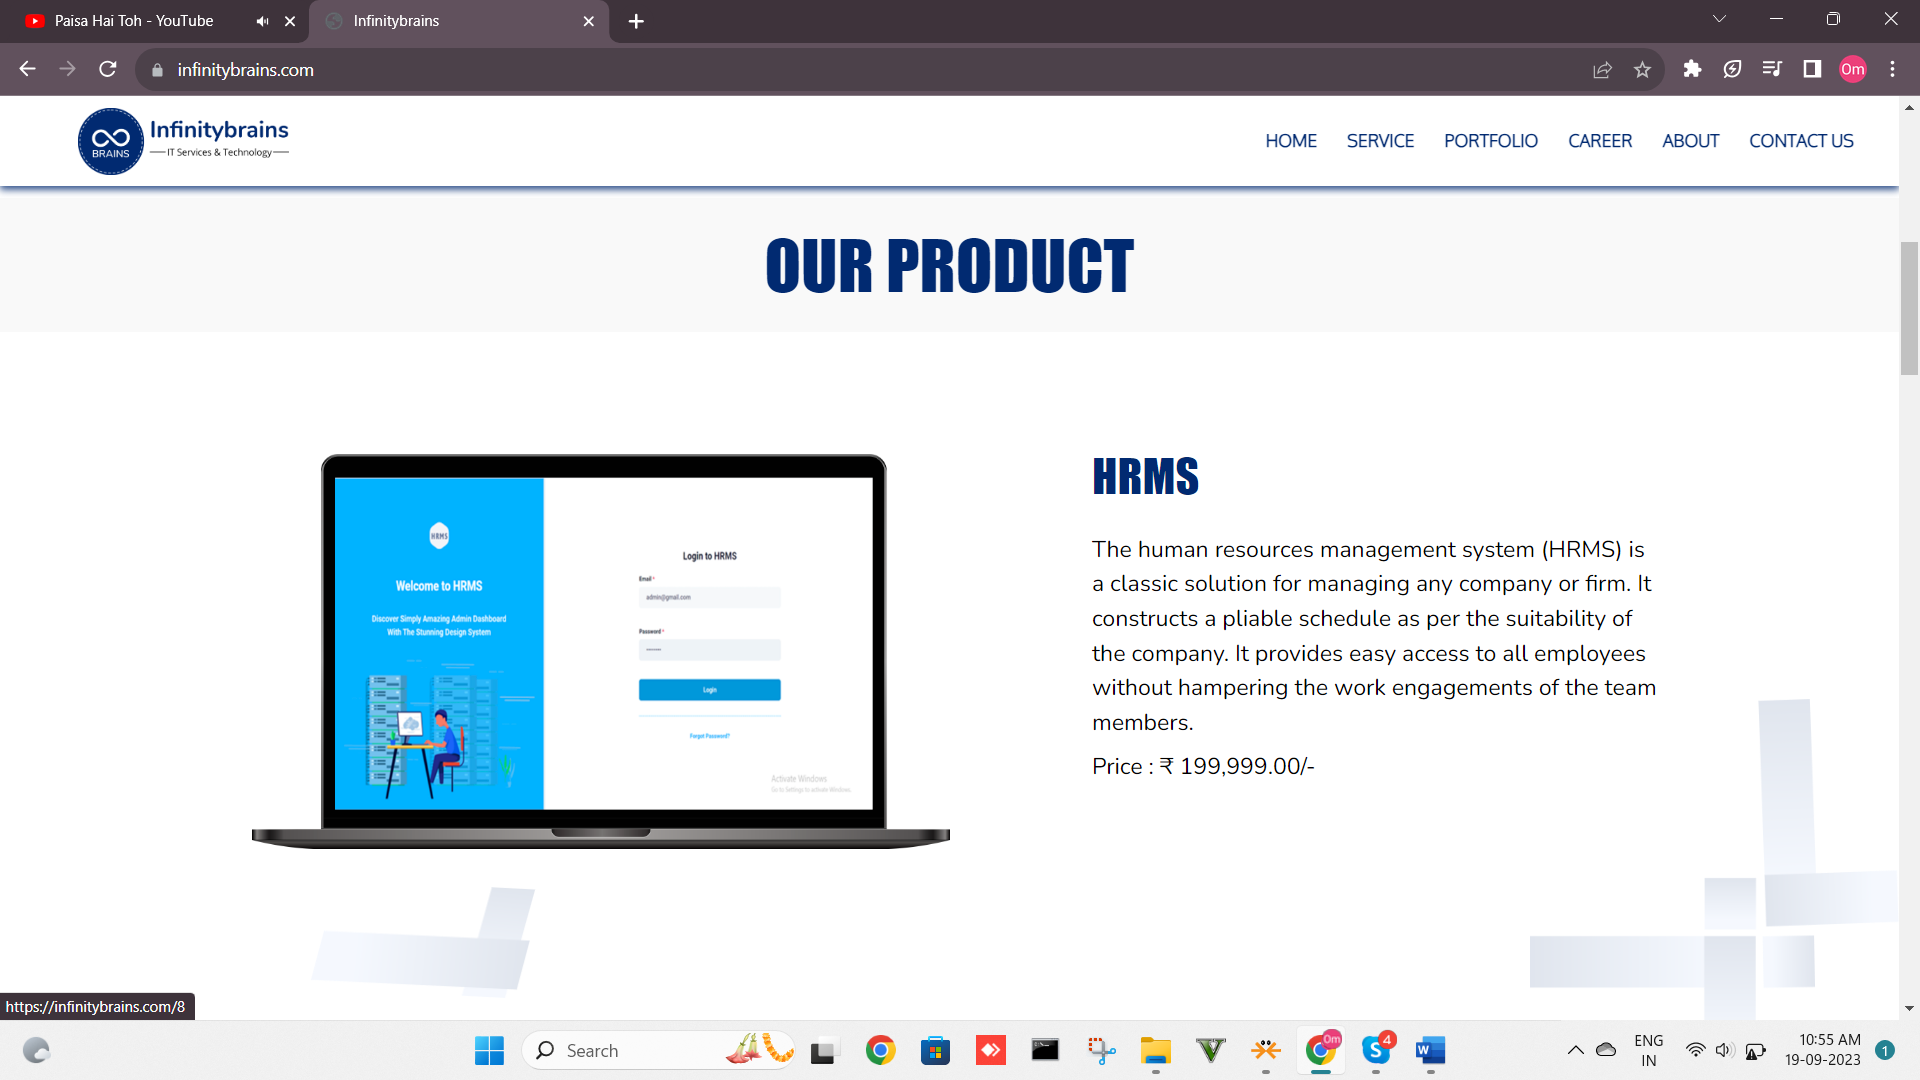 Paisa Hai Toh - YouTube
Infinitybrains
infinitybrains.com
Om
BRAINS
Infinitybrains
IT Services & Technology
HOME SERVICE PORTFOLIO CAREER ABOUT CONTACT US
OUR PRODUCT
HRMS
Welcome to HRMS
Discover Simply Amazing Admin Dashboard
With The Stunning Design System
Login to HRMS
Email *
admin@gmail.com
Password *
Login
Forgot Password?
Activate Windows
Go to Settings to activate Windows.
HRMS
The human resources management system (HRMS) is
a classic solution for managing any company or firm. It
constructs a pliable schedule as per the suitability of
the company. It provides easy access to all employees
without hampering the work engagements of the team
members.
Price : ₹ 199,999.00/-
https://infinitybrains.com/8
Search
Om
4
ENG
IN
10:55 AM
19-09-2023
1